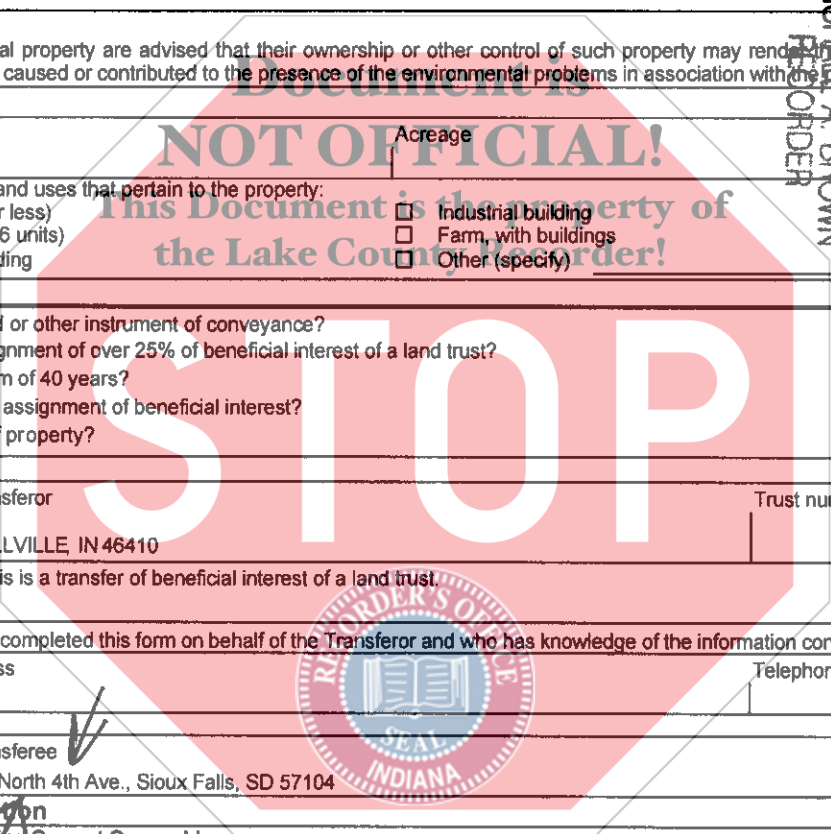 al property are advised that their ownership or other control of such property may render th
caused or contributed to the presence of the environmental problems in association with the
RECORDER
BROWN
Document is
NOT OFFICIAL!
This Document is the property of
the Lake County Recorder!
Acreage
and uses that pertain to the property:
r less)
☐ Industrial building
6 units)
☐ Farm, with buildings
ding
☐ Other (specify)
d or other instrument of conveyance?
gnment of over 25% of beneficial interest of a land trust?
m of 40 years?
assignment of beneficial interest?
f property?
STOP
sferor
Trust nu
LVILLE, IN 46410
is is a transfer of beneficial interest of a land trust.
RECORDER'S OFFICE
SEAL
INDIANA
completed this form on behalf of the Transferor and who has knowledge of the information con
ss
Telephor
sferee
North 4th Ave., Sioux Falls, SD 57104